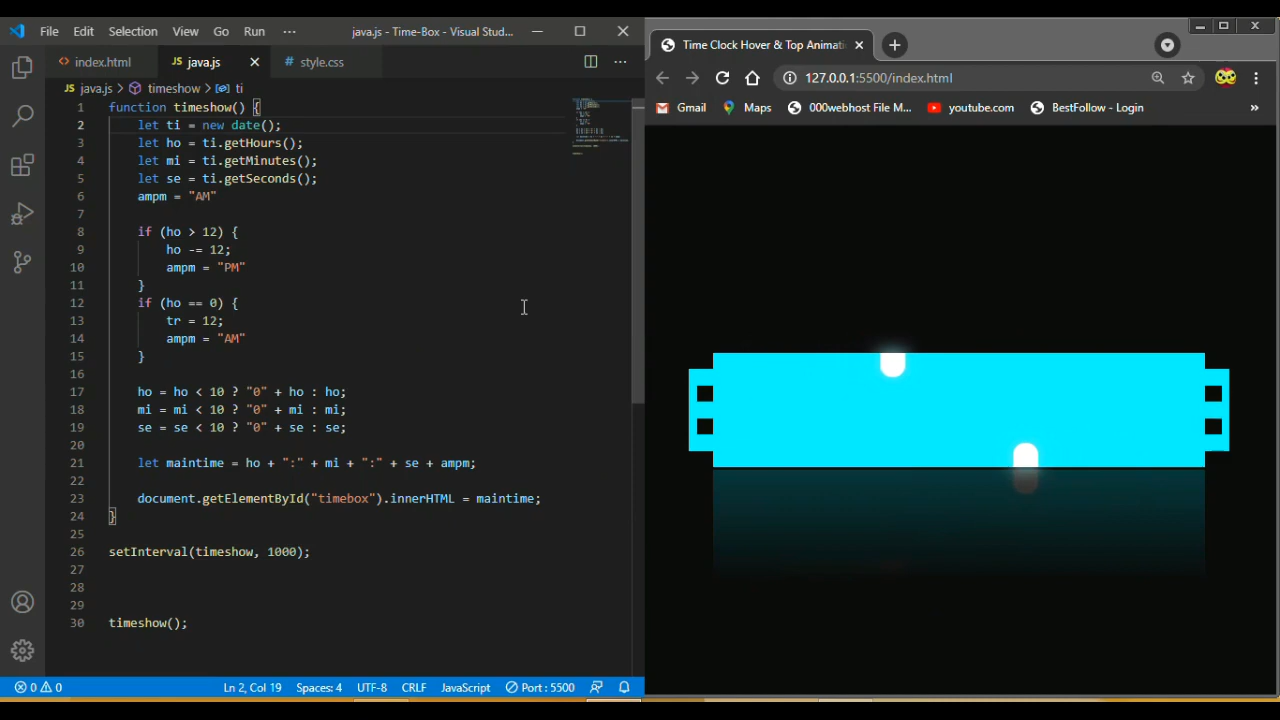 File Edit Selection View Go Run ··· java.js - Time-Box - Visual Stud...
index.html JS java.js style.css ···
JS java.js > timeshow > ti
1 function timeshow() {
2 let ti = new date();
3 let ho = ti.getHours();
4 let mi = ti.getMinutes();
5 let se = ti.getSeconds();
6 ampm = "AM"
7
8 if (ho > 12) {
9 ho -= 12;
10 ampm = "PM"
11 }
12 if (ho == 0) {
13 tr = 12;
14 ampm = "AM"
15 }
16
17 ho = ho < 10 ? "0" + ho : ho;
18 mi = mi < 10 ? "0" + mi : mi;
19 se = se < 10 ? "0" + se : se;
20
21 let maintime = ho + ":" + mi + ":" + se + ampm;
22
23 document.getElementById("timebox").innerHTML = maintime;
24 }
25
26 setInterval(timeshow, 1000);
27
28
29
30 timeshow();
0 0 Ln 2, Col 19 Spaces: 4 UTF-8 CRLF JavaScript Port : 5500
Time Clock Hover & Top Animati
127.0.0.1:5500/index.html
Gmail Maps 000webhost File M... youtube.com BestFollow - Login »